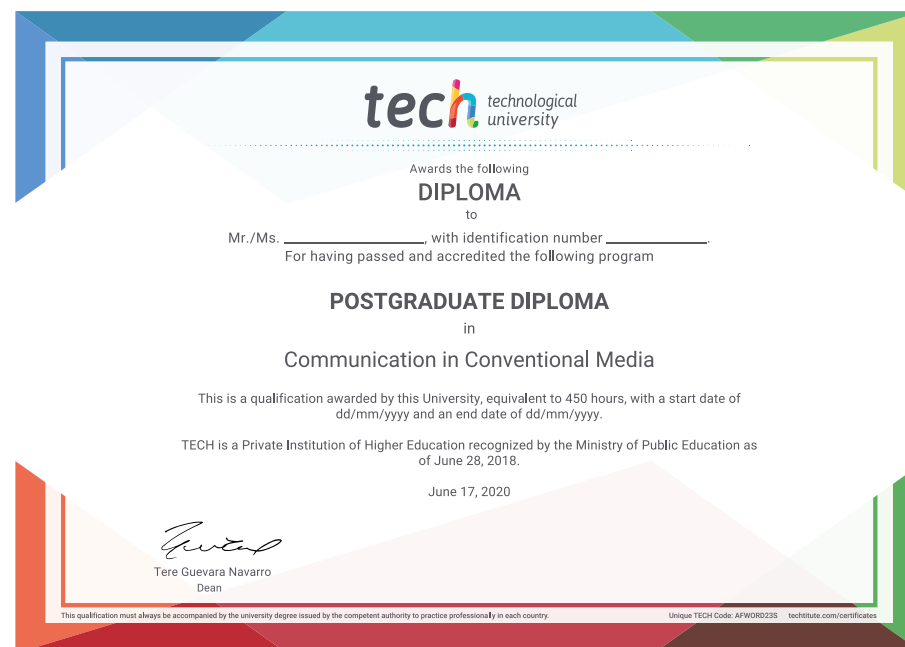 tech technological
university
Awards the following
DIPLOMA
to
Mr./Ms. ____________________, with identification number ______________.
For having passed and accredited the following program
POSTGRADUATE DIPLOMA
in
Communication in Conventional Media
This is a qualification awarded by this University, equivalent to 450 hours, with a start date of
dd/mm/yyyy and an end date of dd/mm/yyyy.
TECH is a Private Institution of Higher Education recognized by the Ministry of Public Education as
of June 28, 2018.
June 17, 2020
Tere Guevara Navarro
Dean
This qualification must always be accompanied by the university degree issued by the competent authority to practice professionally in each country. Unique TECH Code: AFWORD23S techtitute.com/certificates